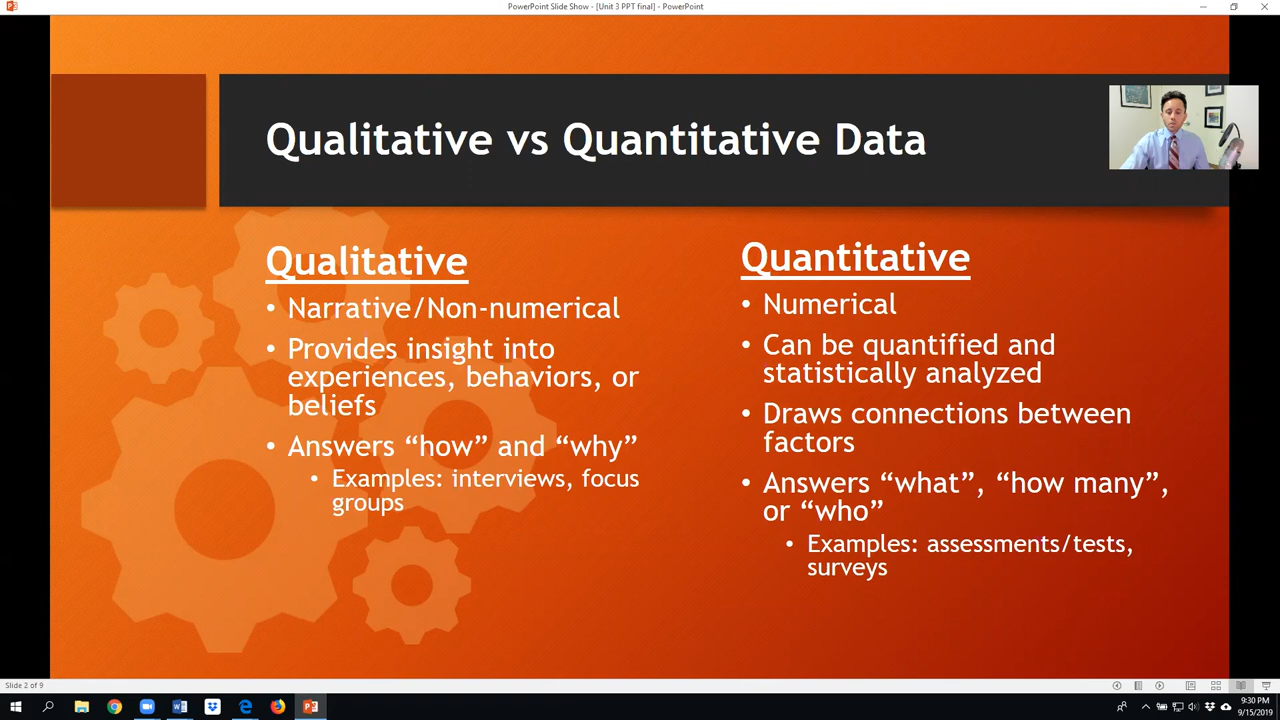 PowerPoint Slide Show - [Unit 3 PPT final] - PowerPoint
Qualitative vs Quantitative Data
Qualitative
• Narrative/Non-numerical
• Provides insight into
experiences, behaviors, or
beliefs
• Answers “how” and “why”
• Examples: interviews, focus
groups
Quantitative
• Numerical
• Can be quantified and
statistically analyzed
• Draws connections between
factors
• Answers “what”, “how many”,
or “who”
• Examples: assessments/tests,
surveys
Slide 2 of 9
9:30 PM
9/15/2019